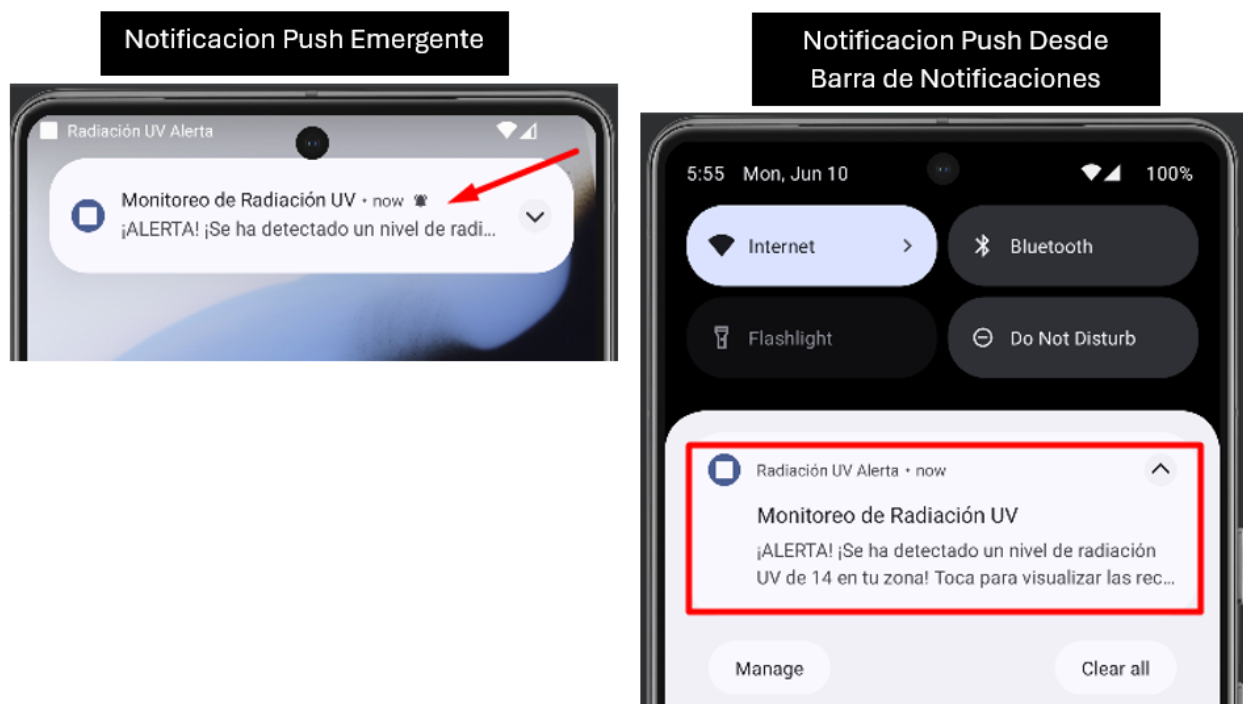 Notificacion Push Emergente
Radiación UV Alerta
Monitoreo de Radiación UV • now
¡ALERTA! ¡Se ha detectado un nivel de radi...
Notificacion Push Desde
Barra de Notificaciones
5:55 Mon, Jun 10 100%
Internet Bluetooth
Flashlight Do Not Disturb
Radiación UV Alerta • now
Monitoreo de Radiación UV
¡ALERTA! ¡Se ha detectado un nivel de radiación
UV de 14 en tu zona! Toca para visualizar las rec...
Manage Clear all